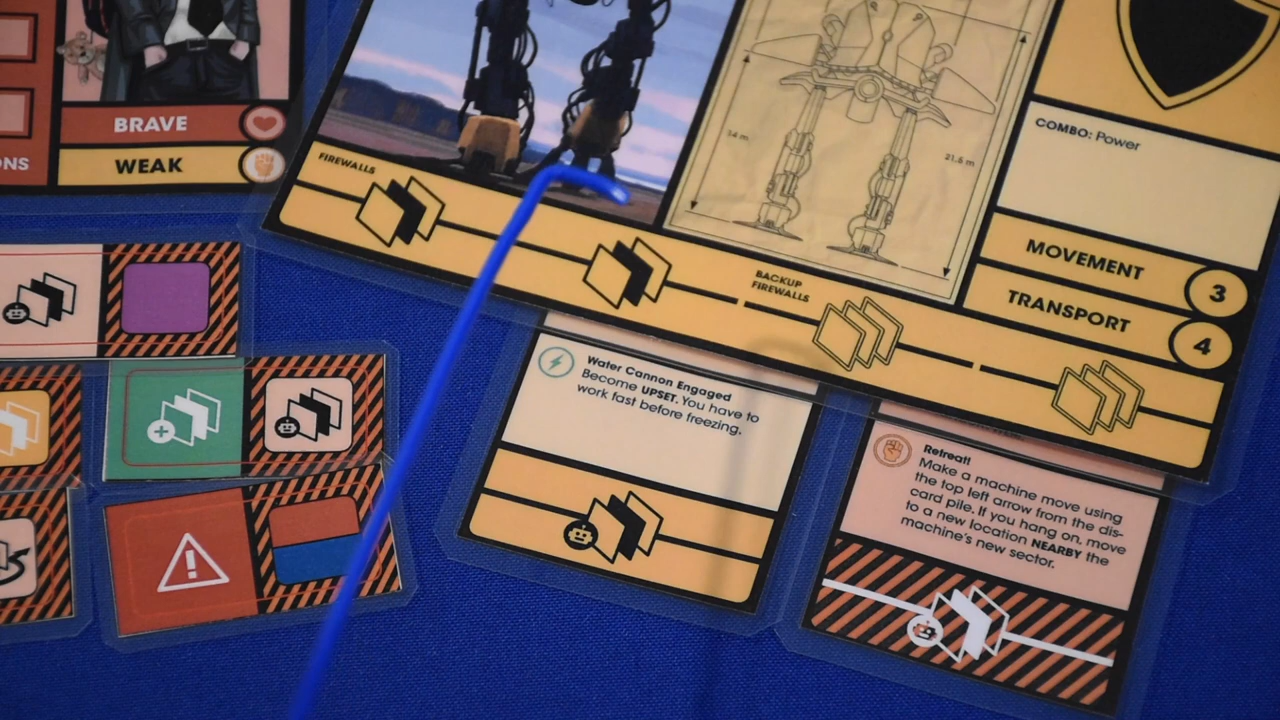 BRAVE
WEAK
ONS
FIREWALLS
14 m
21.5 m
COMBO: Power
MOVEMENT
3
TRANSPORT
4
BACKUP
FIREWALLS
Water Cannon Engaged
Become UPSET. You have to
work fast before freezing.
Retreat!
Make a machine move using
the top left arrow from the dis-
card pile. If you hang on, move
to a new location NEARBY the
machine's new sector.